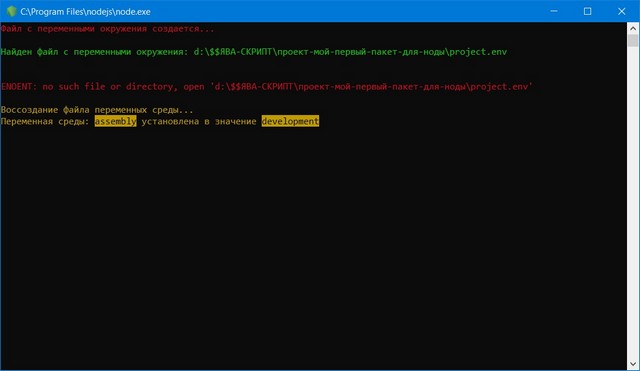 C:\Program Files\nodejs\node.exe
Файл с переменными окружения создается...
Найден файл с переменными окружения: d:\$$ЯВА-СКРИПТ\проект-мой-первый-пакет-для-ноды\project.env
ENOENT: no such file or directory, open 'd:\$$ЯВА-СКРИПТ\проект-мой-первый-пакет-для-ноды\project.env'
Воссоздание файла переменных среды...
Переменная среды: assembly установлена в значение development